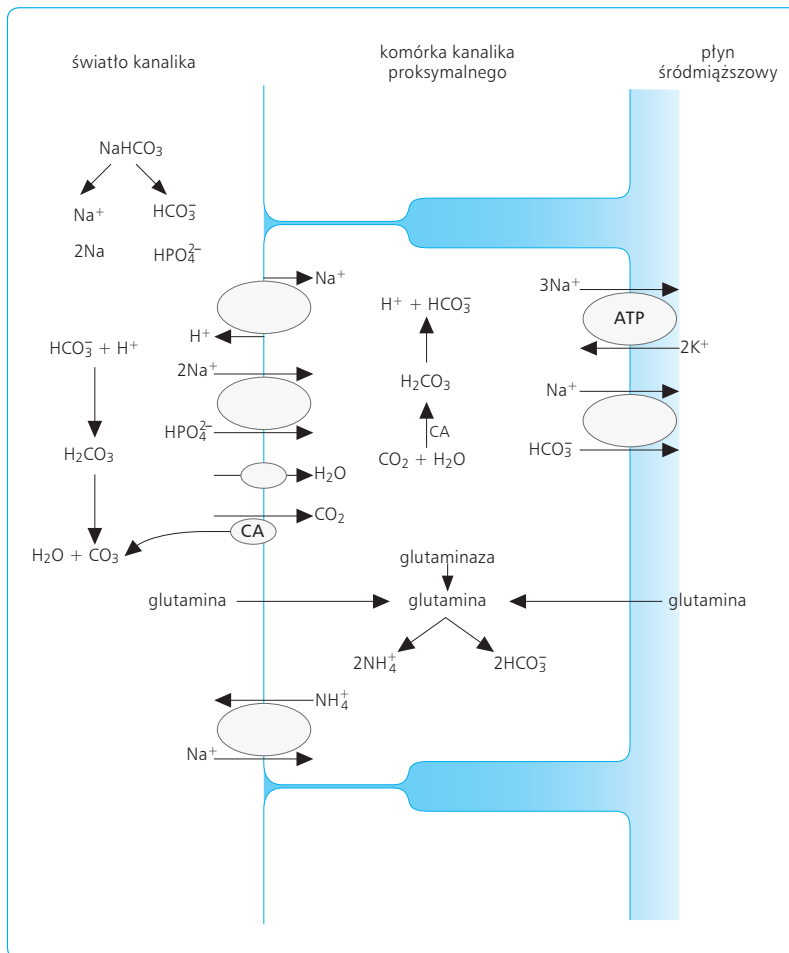 światło kanalika
komórka kanalika
proksymalnego
płyn
śródmiąższowy
NaHCO₃
Na⁺
HCO₃⁻
2Na
HPO₄²⁻
Na⁺
H⁺
HCO₃⁻ + H⁺
H₂CO₃
H₂O + CO₃
2Na⁺
HPO₄²⁻
H₂O
CO₂
CA
H⁺ + HCO₃⁻
H₂CO₃
CA
CO₂ + H₂O
3Na⁺
ATP
2K⁺
Na⁺
HCO₃⁻
glutaminaza
glutamina
glutamina
glutamina
2NH₄⁺
2HCO₃⁻
NH₄⁺
Na⁺